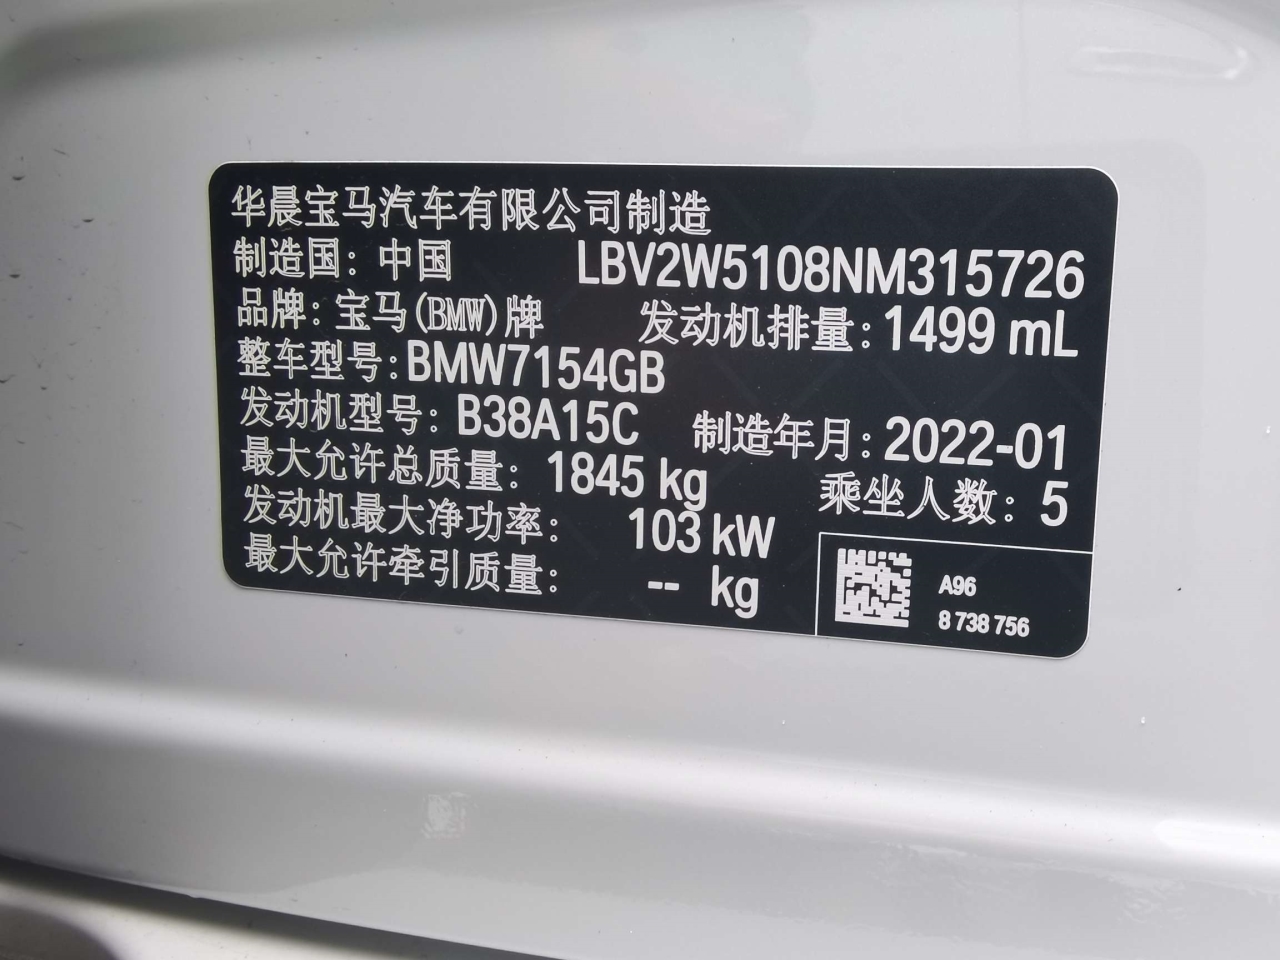 华晨宝马汽车有限公司制造
制造国：中国
LBV2W5108NM315726
品牌：宝马(BMW)牌
发动机排量：1499 mL
整车型号：BMW7154GB
发动机型号：B38A15C
制造年月：2022-01
最大允许总质量：1845 kg
乘坐人数：5
发动机最大净功率：103 kW
最大允许牵引质量：-- kg
A96
8 738 756